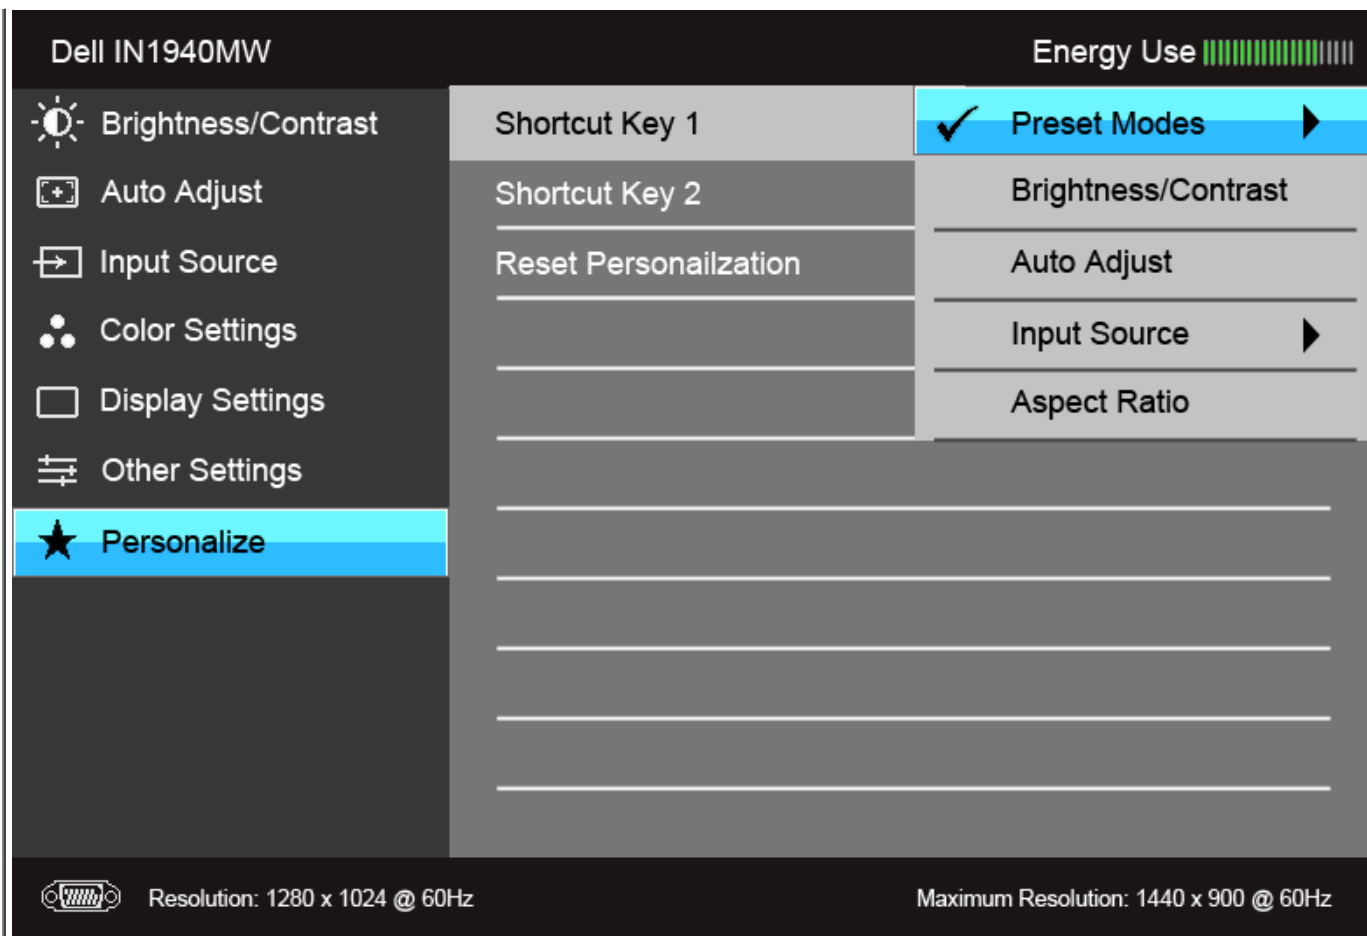 Dell IN1940MW
Energy Use
Brightness/Contrast
Auto Adjust
Input Source
Color Settings
Display Settings
Other Settings
Personalize
Shortcut Key 1
Shortcut Key 2
Reset Personailzation
Preset Modes
Brightness/Contrast
Auto Adjust
Input Source
Aspect Ratio
Resolution: 1280 x 1024 @ 60Hz
Maximum Resolution: 1440 x 900 @ 60Hz